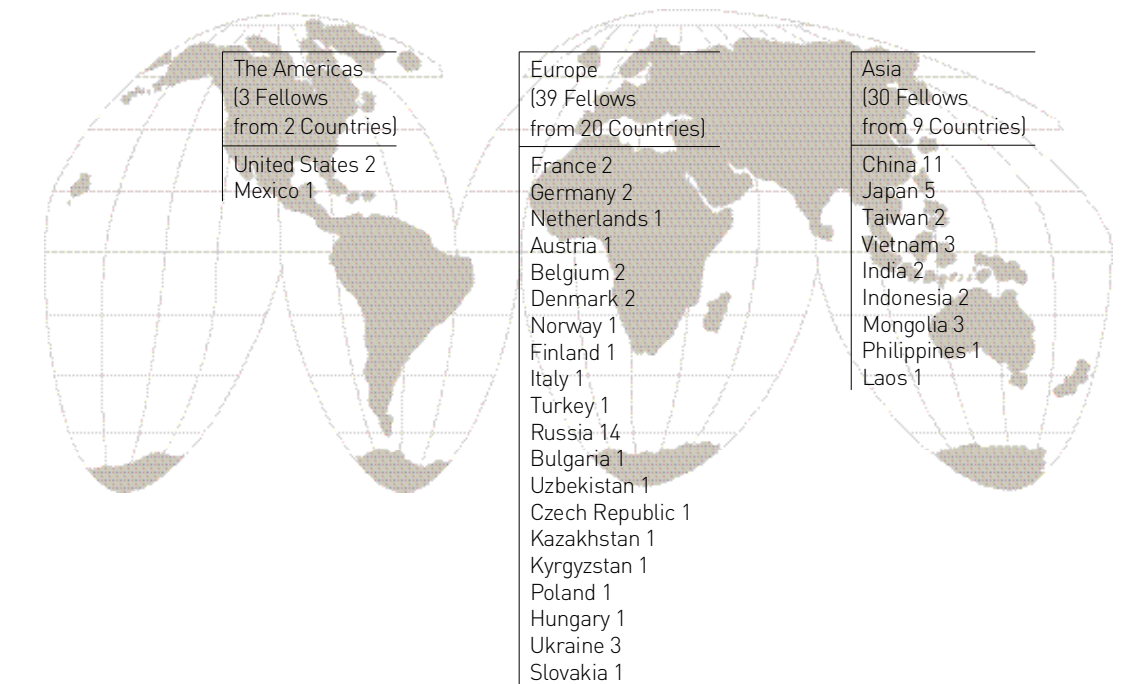 The Americas
(3 Fellows
from 2 Countries)
United States 2
Mexico 1
Europe
(39 Fellows
from 20 Countries)
France 2
Germany 2
Netherlands 1
Austria 1
Belgium 2
Denmark 2
Norway 1
Finland 1
Italy 1
Turkey 1
Russia 14
Bulgaria 1
Uzbekistan 1
Czech Republic 1
Kazakhstan 1
Kyrgyzstan 1
Poland 1
Hungary 1
Ukraine 3
Slovakia 1
Asia
(30 Fellows
from 9 Countries)
China 11
Japan 5
Taiwan 2
Vietnam 3
India 2
Indonesia 2
Mongolia 3
Philippines 1
Laos 1